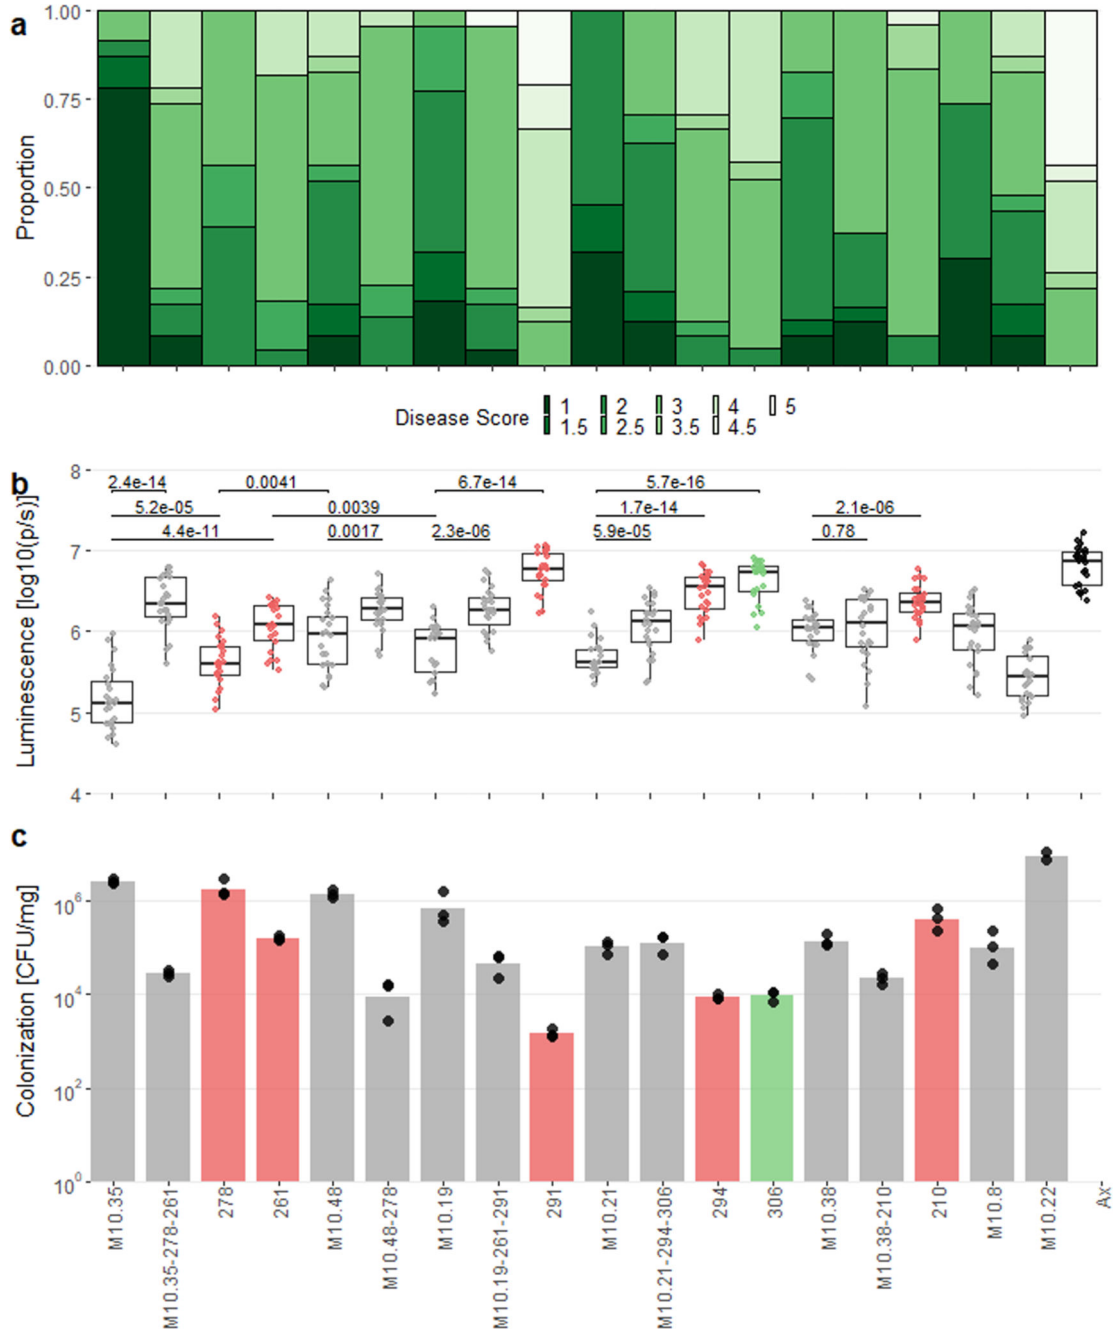 a
1.00
0.75
0.50
0.25
0.00
Proportion
Disease Score
1 2 3 4 5
1.5 2.5 3.5 4.5
b
8
7
6
5
4
Luminescence [log10(p/s)]
2.4e-14 0.0041 6.7e-14 5.7e-16
5.2e-05 0.0039 1.7e-14 2.1e-06
4.4e-11 0.0017 2.3e-06 5.9e-05 0.78
c
10^6
10^4
10^2
10^0
Colonization [CFU/mg]
M10.35
M10.35-278-261
278
261
M10.48
M10.48-278
M10.19
M10.19-261-291
291
M10.21
M10.21-294-306
294
306
M10.38
M10.38-210
210
M10.8
M10.22
Ax